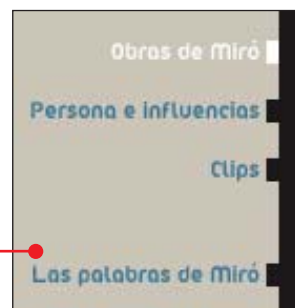 Obras de Miró
Persona e influencias
Clips
Las palabras de Miró